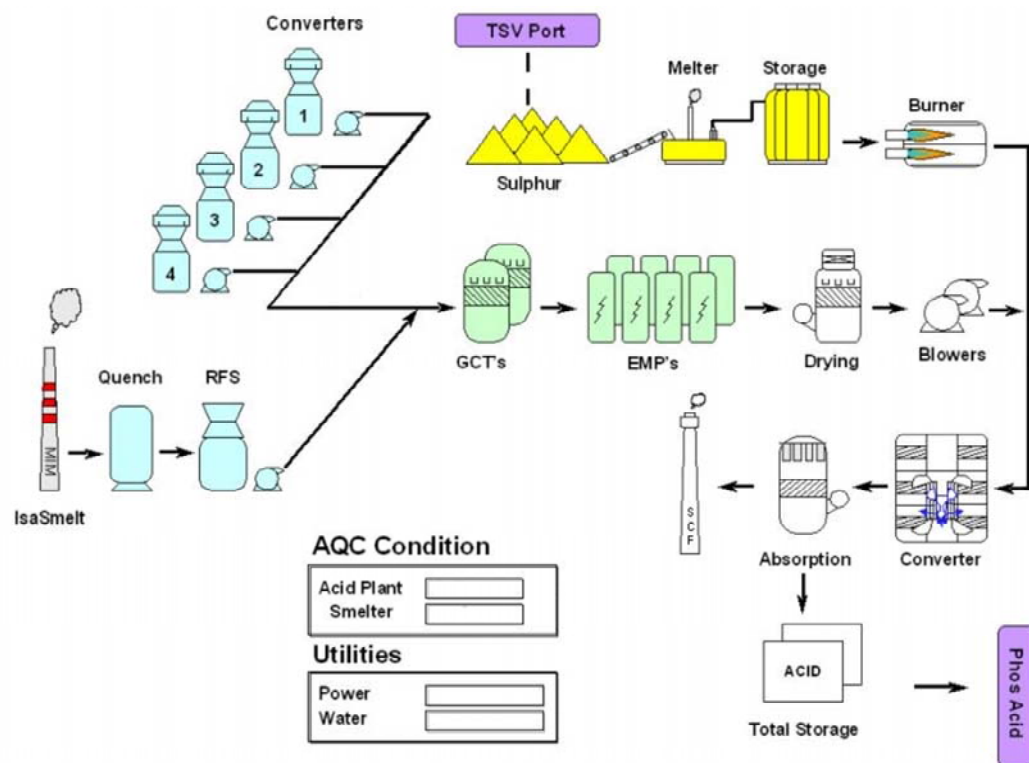 Converters
TSV Port
1
2
3
4
Melter
Storage
Burner
Sulphur
GCT's
EMP's
Drying
Blowers
Quench
RFS
MIM
IsaSmelt
SCF
Absorption
Converter
AQC Condition
Acid Plant
Smelter
Utilities
Power
Water
ACID
Total Storage
Phos Acid